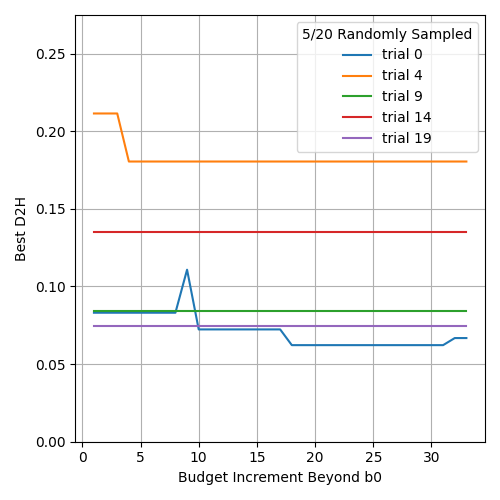 5/20 Randomly Sampled
trial 0
trial 4
trial 9
trial 14
trial 19
0.25
0.20
0.15
0.10
0.05
0.00
Best D2H
0 5 10 15 20 25 30
Budget Increment Beyond b0